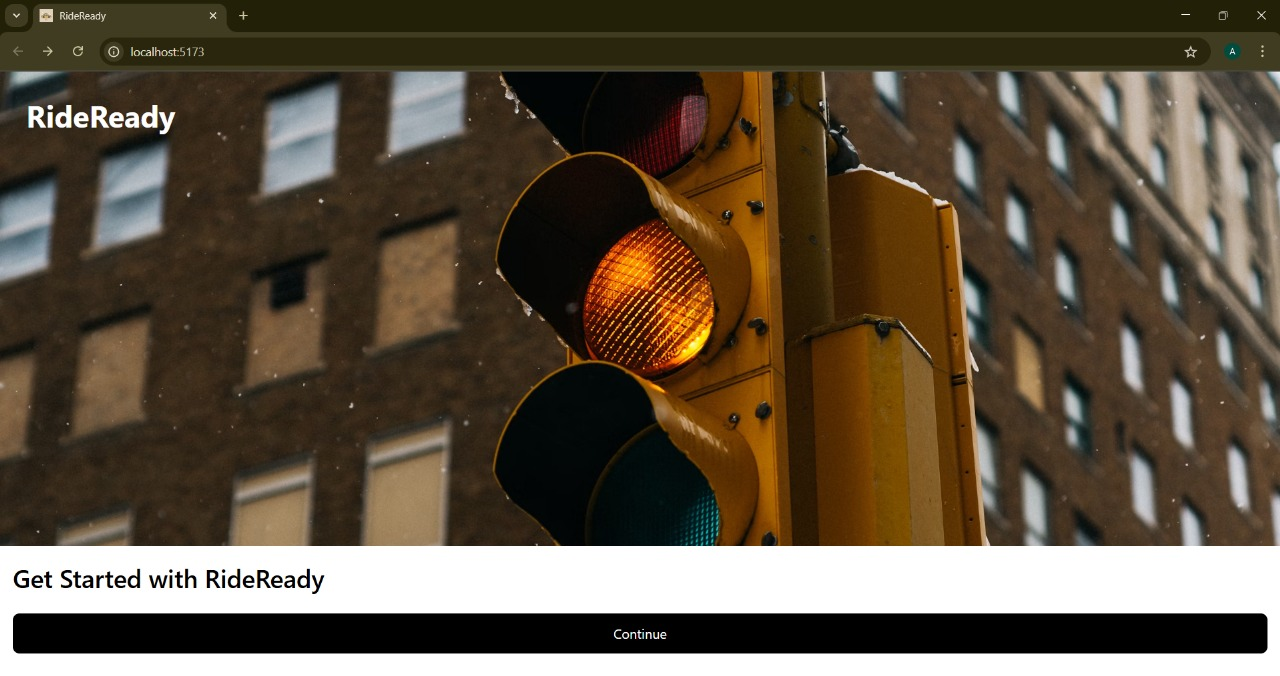 RideReady
localhost:5173
A
RideReady
Get Started with RideReady
Continue